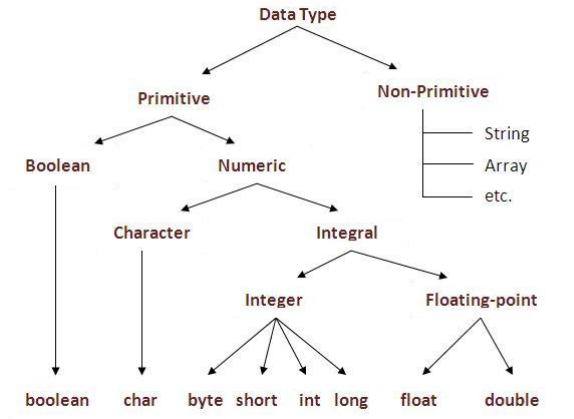 Data Type
Primitive
Non-Primitive
String
Array
etc.
Boolean
Numeric
Character
Integral
Integer
Floating-point
boolean char byte short int long float double